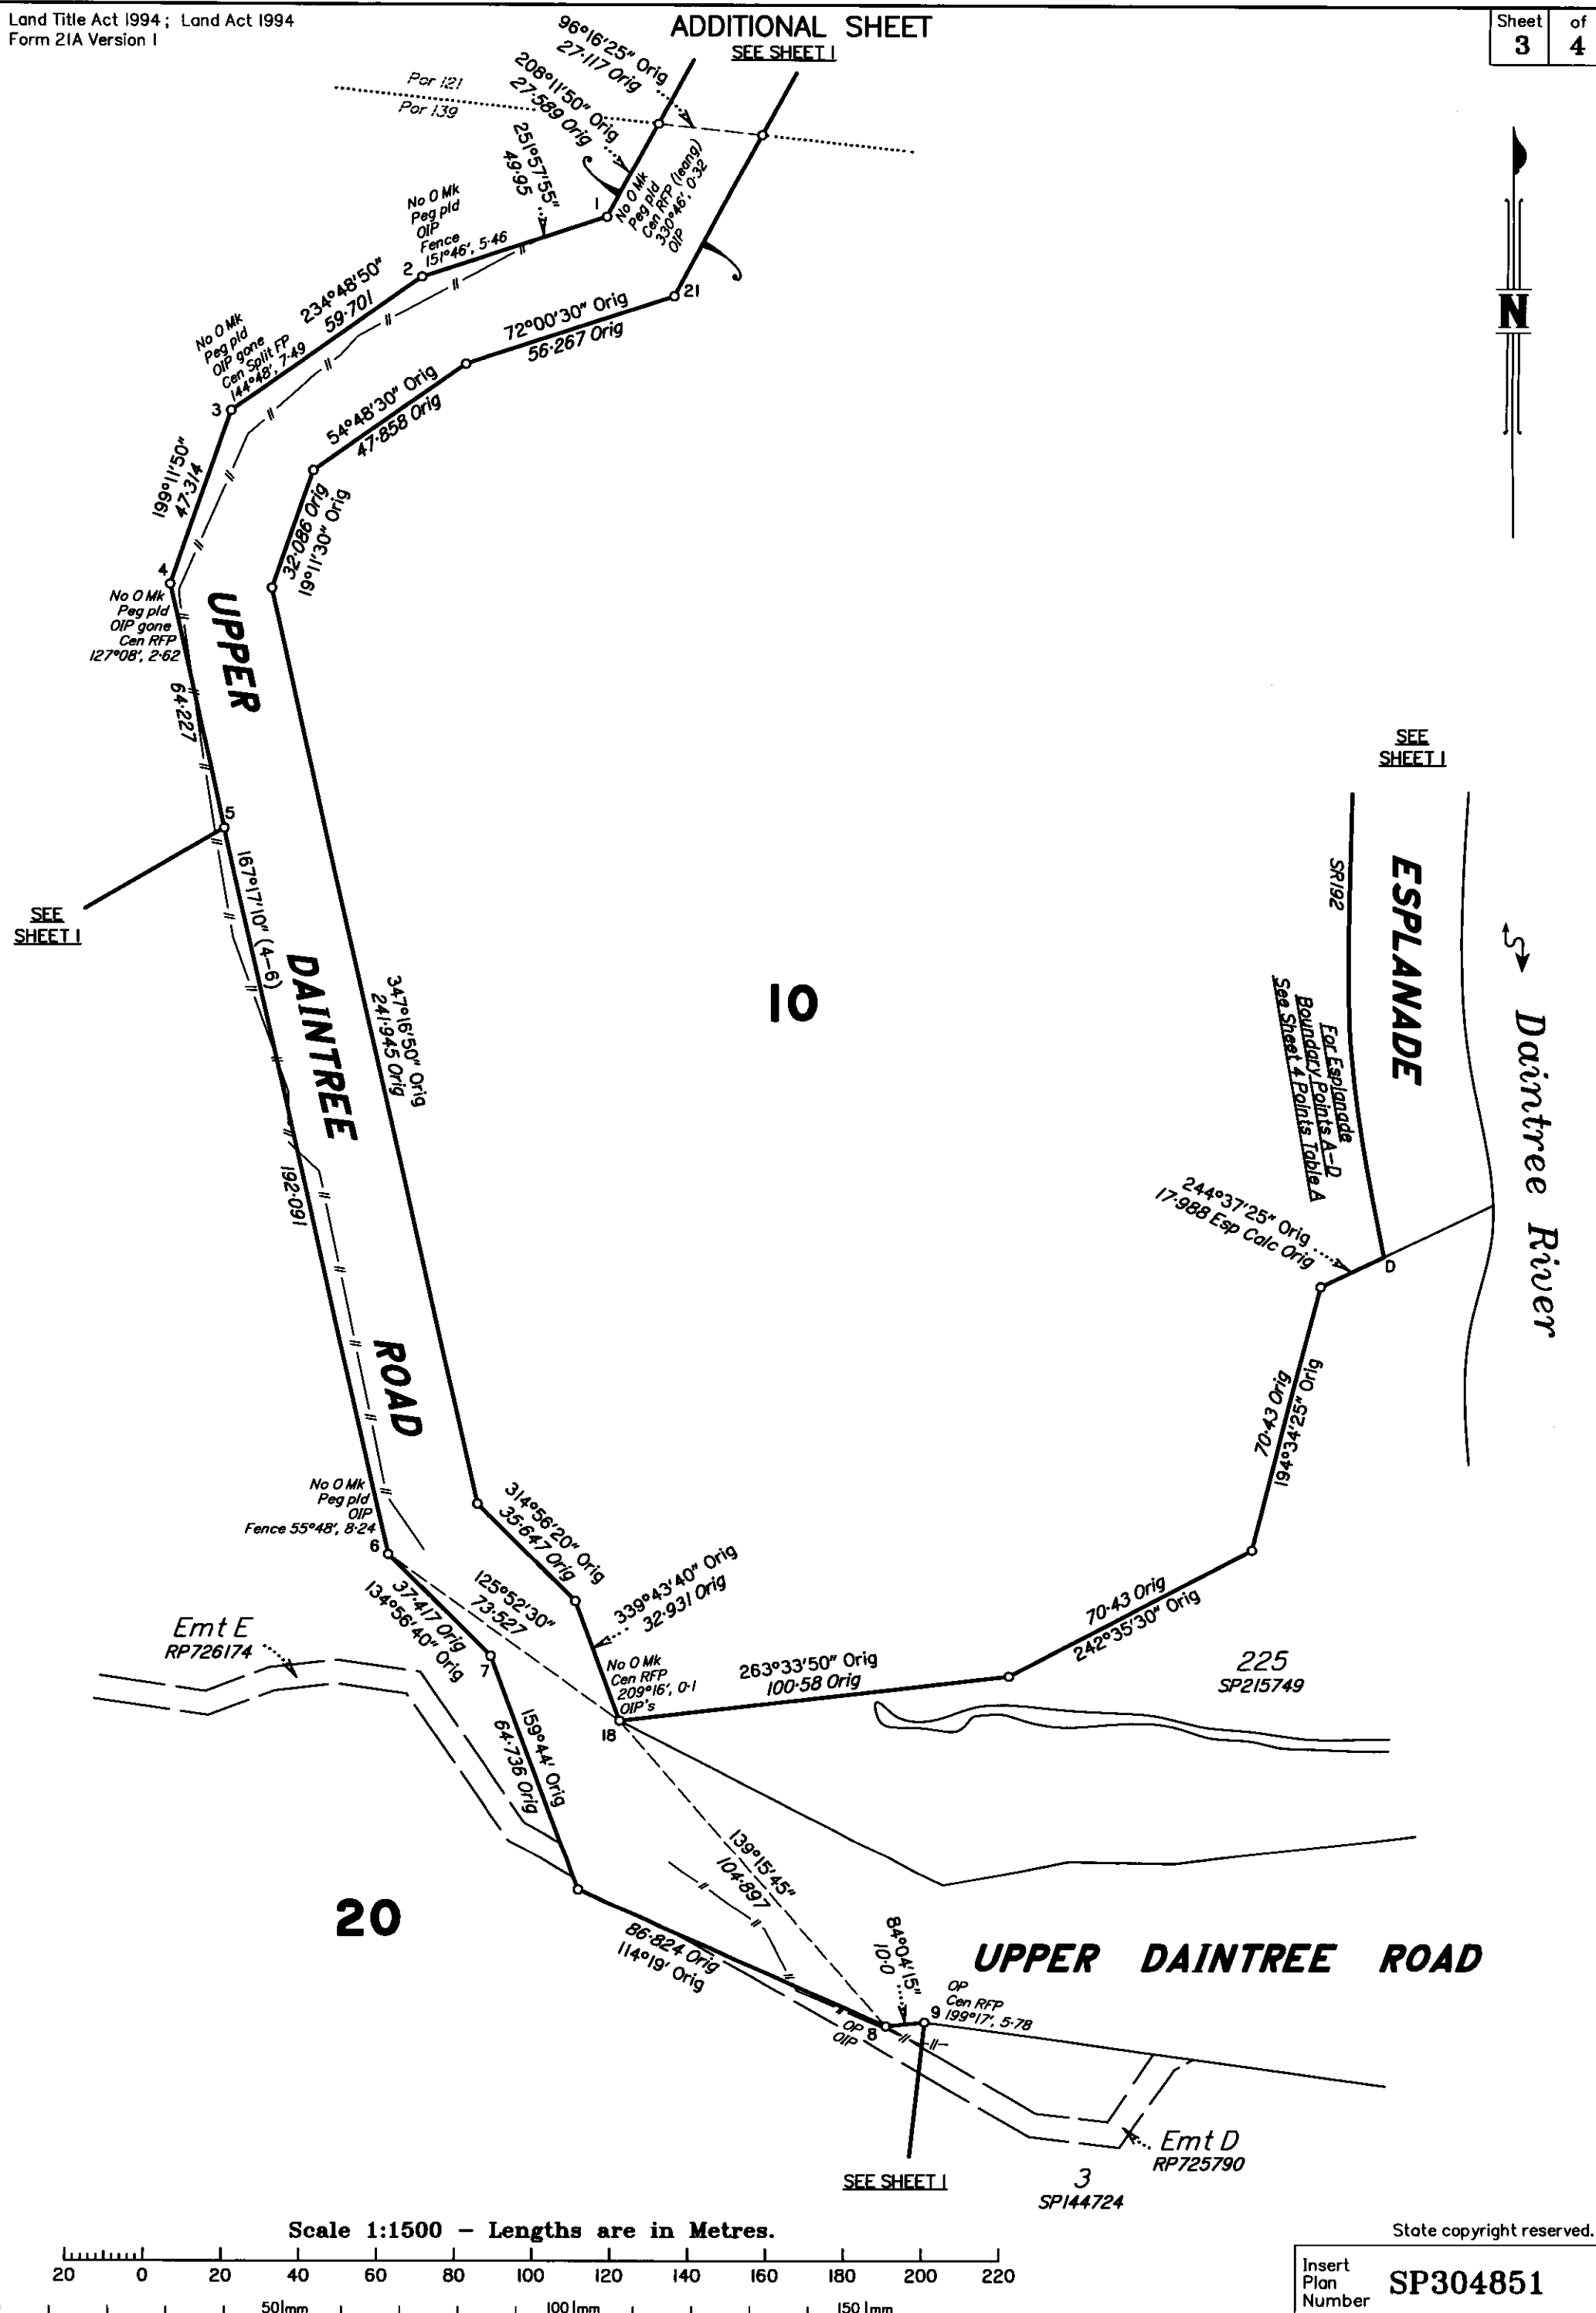 Land Title Act 1994; Land Act 1994
Form 21A Version 1
ADDITIONAL SHEET
SEE SHEET 1
Sheet of
3 4
96°16'25" Orig
27·117 Orig
208°11'50" Orig
27·589 Orig
251°57'55"
49·95
Por 121
Por 139
1
No O Mk
Peg pld
Cen RFP (leang)
330°46', 0·32
OIP
No O Mk
Peg pld
OIP
Fence
151°46', 5·46
2
234°48'50"
59·701
21
72°00'30" Orig
56·267 Orig
No O Mk
Peg pld
OIP gone
Cen Split FP
144°48', 7·49
3
54°48'30" Orig
47·858 Orig
199°11'50"
47·314
32·086 Orig
19°11'30" Orig
N
4
No O Mk
Peg pld
OIP gone
Cen RFP
127°08', 2·62
UPPER
64·227
SEE
SHEET 1
5
167°17'10" (4-6)
SEE
SHEET 1
SR192
ESPLANADE
DAINTREE
347°16'50" Orig
241·945 Orig
10
Daintree River
For Esplanade
Boundary Points A-D
See Sheet 4 Points Table A
192·091
244°37'25" Orig
17·988 Esp Calc Orig
D
ROAD
70·43 Orig
194°34'25" Orig
No O Mk
Peg pld
OIP
Fence 55°48', 8·24
6
314°56'20" Orig
35·647 Orig
125°52'30"
73·527
339°43'40" Orig
32·931 Orig
37·417 Orig
134°56'40" Orig
70·43 Orig
242°35'30" Orig
Emt E
RP726174
7
No O Mk
Cen RFP
209°16', 0·1
OIP's
18
263°33'50" Orig
100·58 Orig
225
SP215749
159°44' Orig
64·736 Orig
139°15'45"
104·897
20
86·824 Orig
114°19' Orig
84°04'15"
10·0
UPPER DAINTREE ROAD
OP
Cen RFP
9 199°17', 5·78
OP 8
OIP
Emt D
RP725790
SEE SHEET 1
3
SP144724
Scale 1:1500 – Lengths are in Metres.
State copyright reserved.
20 0 20 40 60 80 100 120 140 160 180 200 220
50 mm 100 mm 150 mm
Insert
Plan
Number
SP304851